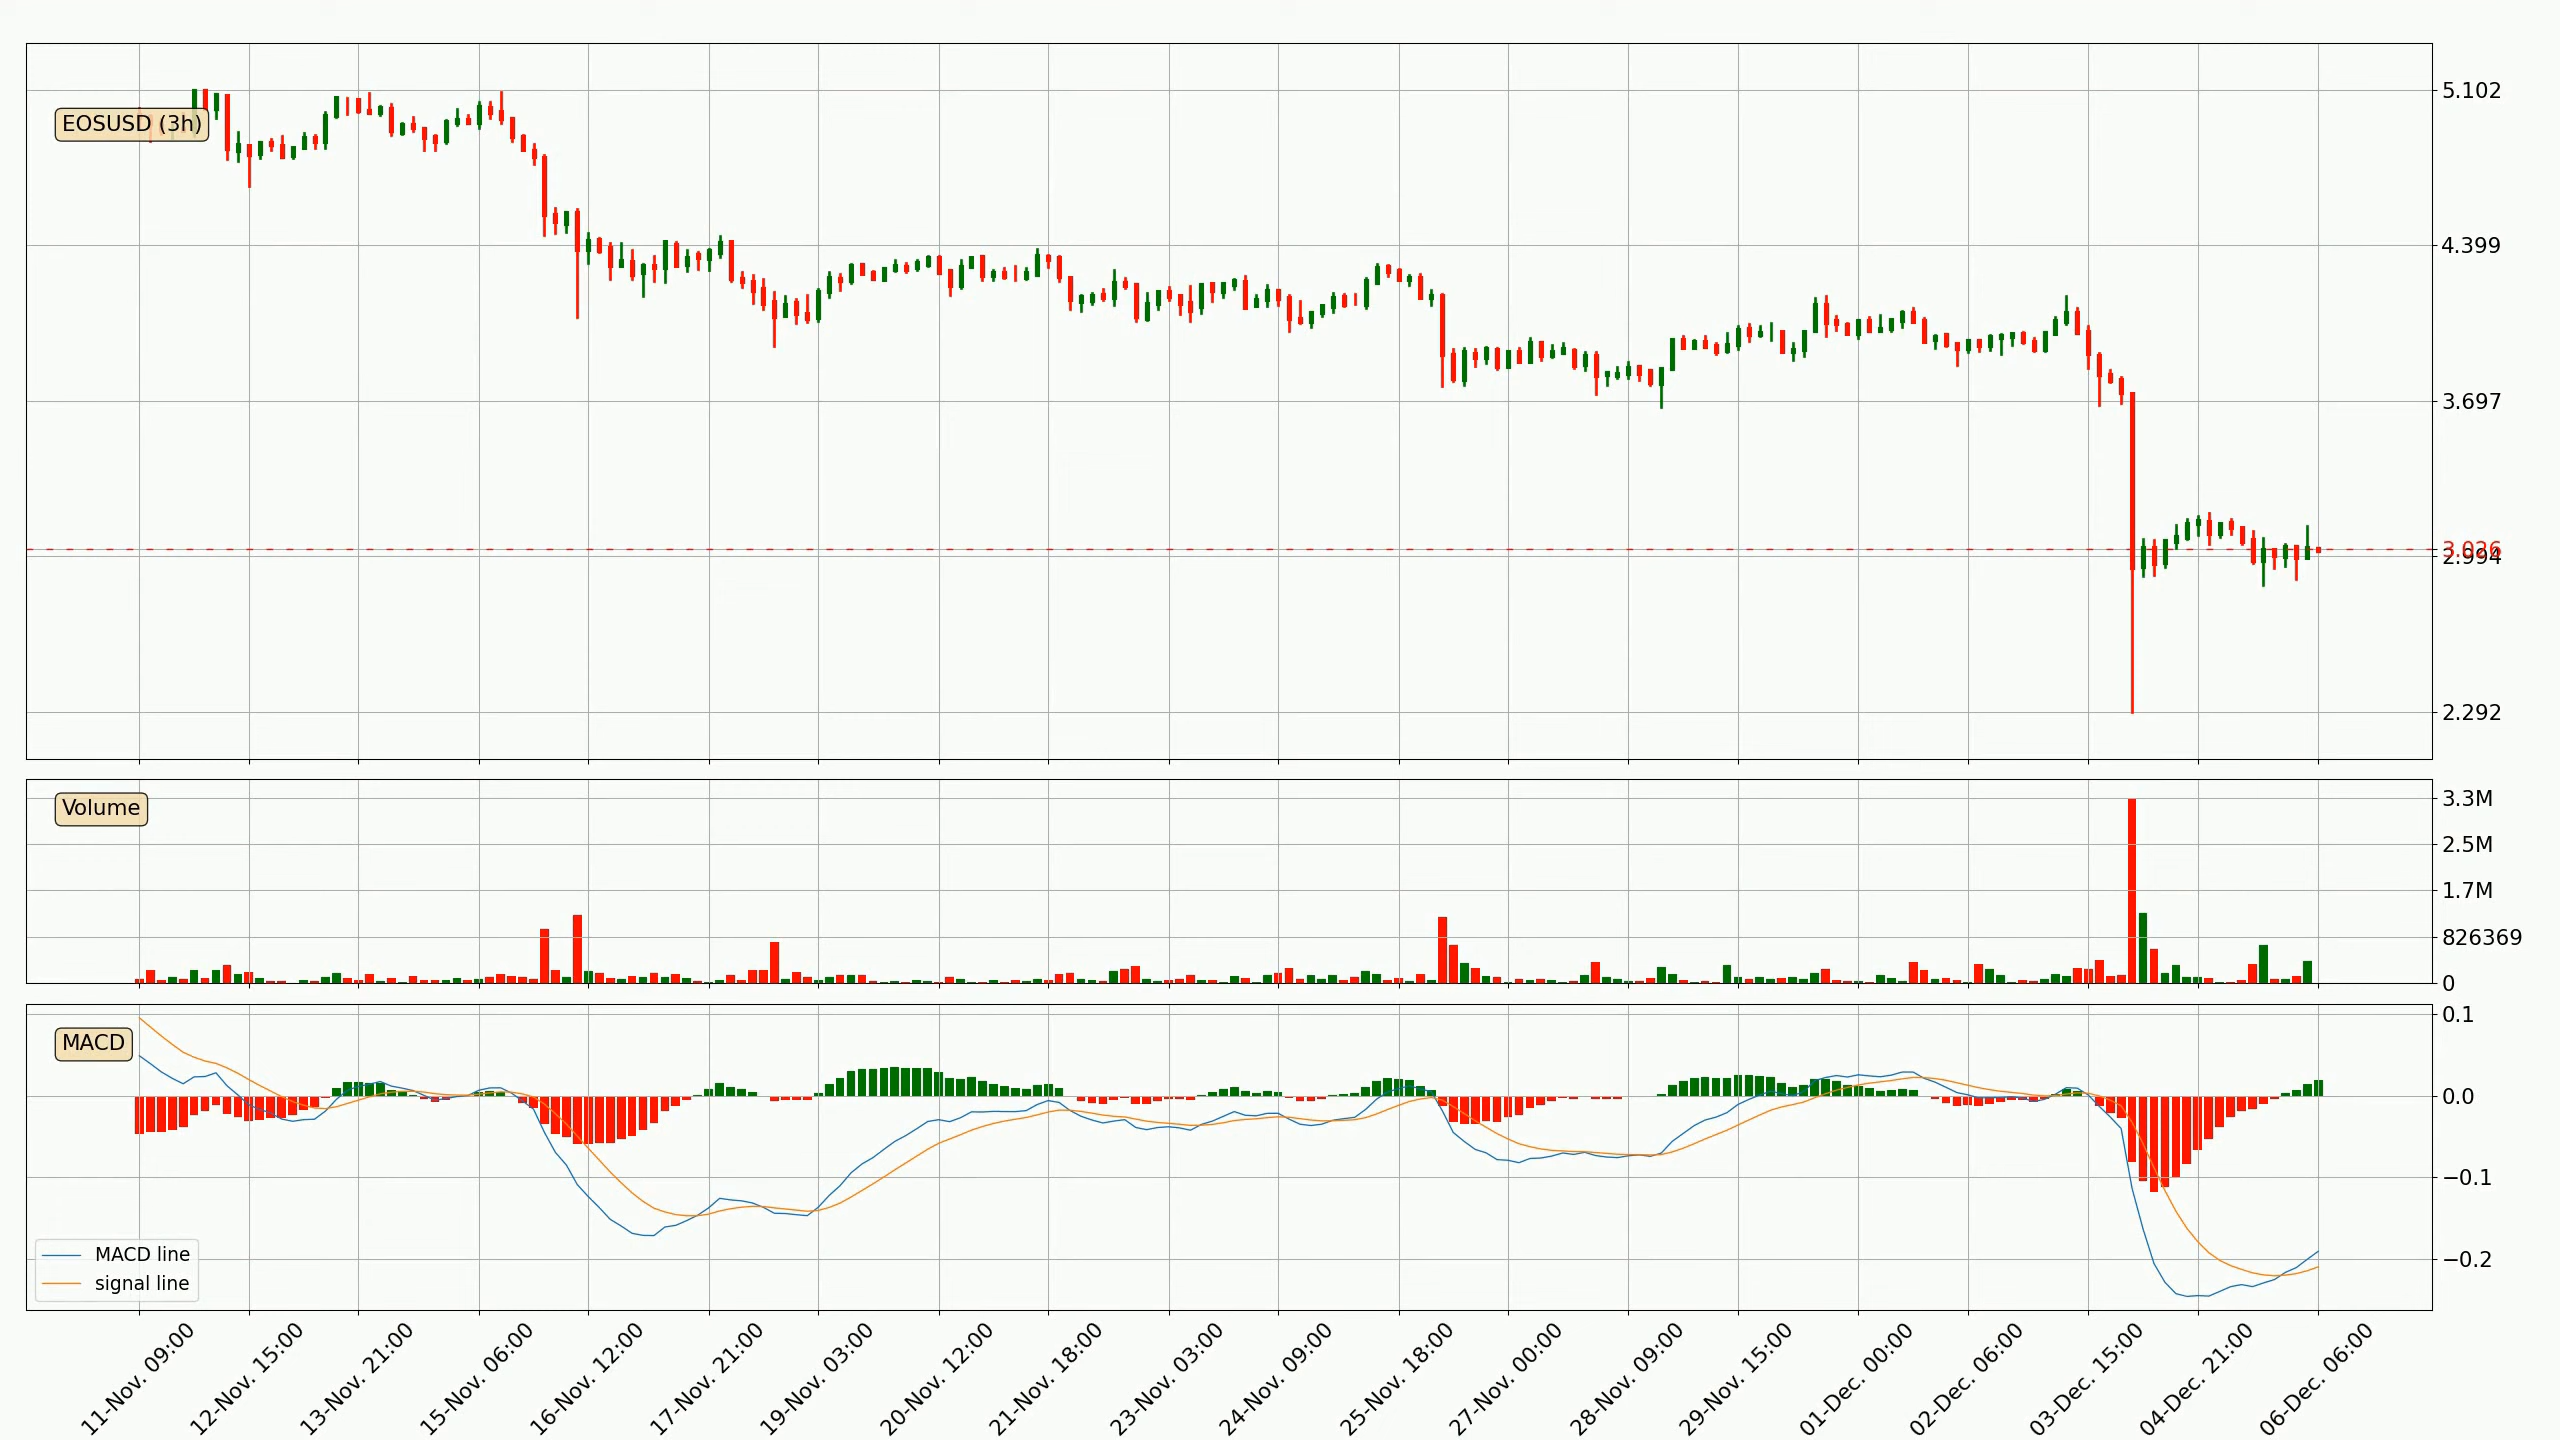 EOSUSD (3h)
5.102
4.399
3.697
3.026
2.994
2.292
Volume
3.3M
2.5M
1.7M
826369
0
MACD
0.1
0.0
−0.1
−0.2
MACD line
signal line
11-Nov. 09:00
12-Nov. 15:00
13-Nov. 21:00
15-Nov. 06:00
16-Nov. 12:00
17-Nov. 21:00
19-Nov. 03:00
20-Nov. 12:00
21-Nov. 18:00
23-Nov. 03:00
24-Nov. 09:00
25-Nov. 18:00
27-Nov. 00:00
28-Nov. 09:00
29-Nov. 15:00
01-Dec. 00:00
02-Dec. 06:00
03-Dec. 15:00
04-Dec. 21:00
06-Dec. 06:00